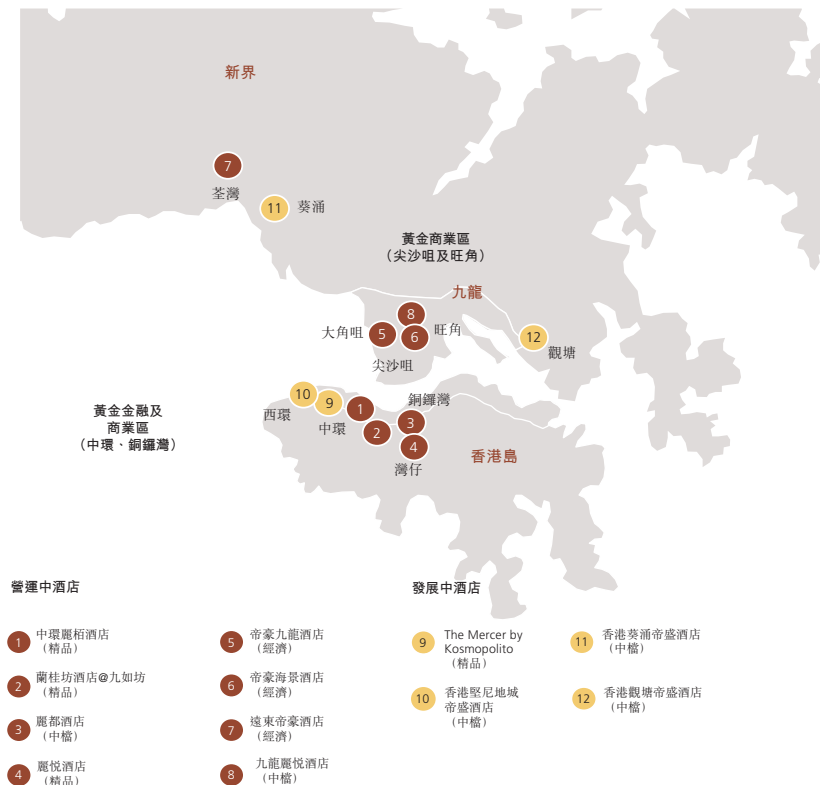 新界
7
荃灣
11
葵涌
黃金商業區
（尖沙咀及旺角）
九龍
8
大角咀
5
6
旺角
12
觀塘
尖沙咀
黃金金融及
商業區
（中環、銅鑼灣）
10
9
西環
中環
1
2
銅鑼灣
3
4
灣仔
香港島
營運中酒店
1
中環麗栢酒店
（精品）
2
蘭桂坊酒店@九如坊
（精品）
3
麗都酒店
（中檔）
4
麗悅酒店
（精品）
5
帝豪九龍酒店
（經濟）
6
帝豪海景酒店
（經濟）
7
遠東帝豪酒店
（經濟）
8
九龍麗悅酒店
（中檔）
發展中酒店
9
The Mercer by
Kosmopolito
（精品）
10
香港堅尼地城
帝盛酒店
（中檔）
11
香港葵涌帝盛酒店
（中檔）
12
香港觀塘帝盛酒店
（中檔）